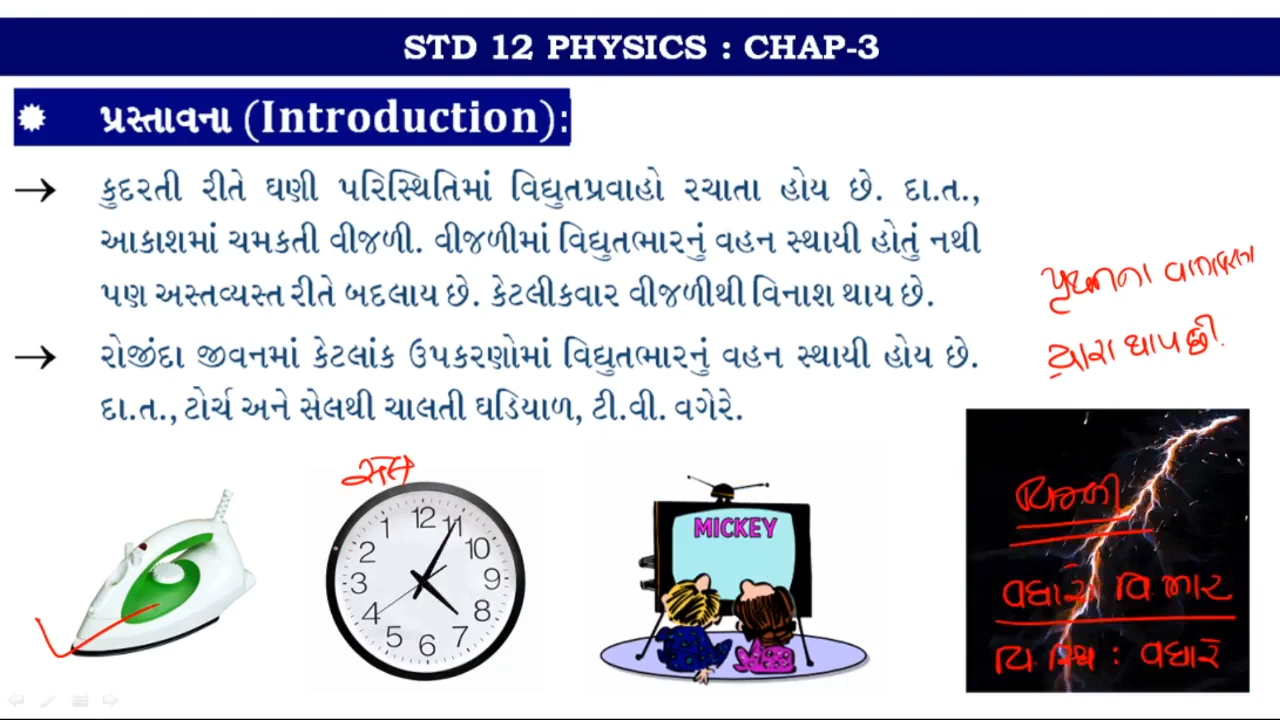 STD 12 PHYSICS : CHAP-3
પ્રસ્તાવના (Introduction):
→ કુદરતી રીતે ઘણી પરિસ્થિતિમાં વિદ્યુતપ્રવાહો રચાતા હોય છે. દા.ત.,
આકાશમાં ચમકતી વીજળી. વીજળીમાં વિદ્યુતભારનું વહન સ્થાયી હોતું નથી
પણ અસ્તવ્યસ્ત રીતે બદલાય છે. કેટલીકવાર વીજળીથી વિનાશ થાય છે.
→ રોજીંદા જીવનમાં કેટલાંક ઉપકરણોમાં વિદ્યુતભારનું વહન સ્થાયી હોય છે.
દા.ત., ટોર્ચ અને સેલથી ચાલતી ઘડિયાળ, ટી.વી. વગેરે.
12
1 11
2 10
3 9
4 8
5 7
6
MICKEY
વધારે વિભાર
: વધારે